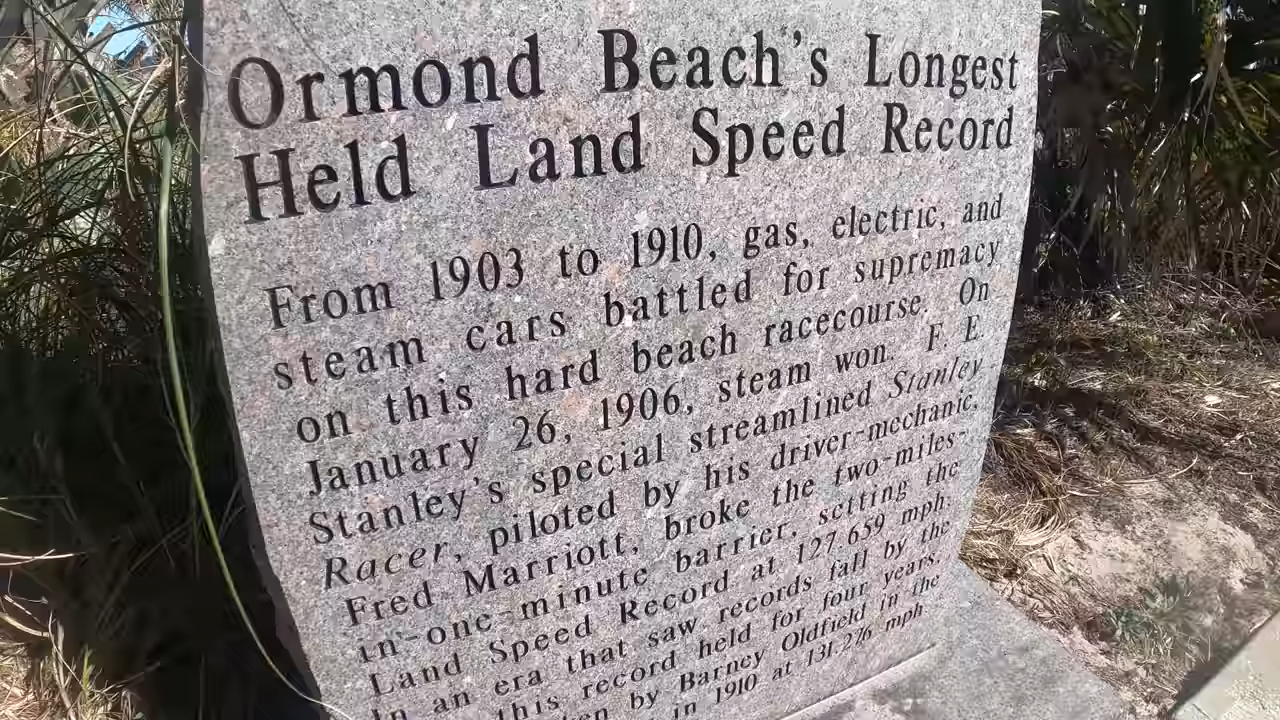 Ormond Beach's Longest
Held Land Speed Record
From 1903 to 1910, gas, electric, and
steam cars battled for supremacy
on this hard beach racecourse. On
January 26, 1906, steam won. F. E.
Stanley's special streamlined Stanley
Racer, piloted by his driver-mechanic,
Fred Marriott, broke the two-miles-
in-one-minute barrier, setting the
Land Speed Record at 127.659 mph.
In an era that saw records fall by the
this record held for four years.
by Barney Oldfield in the
in 1910 at 131.276 mph